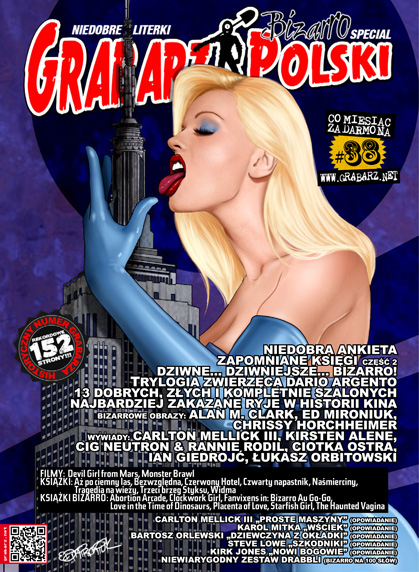 NIEDOBRE LITERKI
Bizarro SPECIAL
GRABARZ POLSKI
CO MIESIĄC
ZA DARMO NA
#38
WWW.GRABARZ.NET
HISTORYCZNY NUMER GRABARZA
REKORDOWE
152
STRONY!!!
NIEDOBRA ANKIETA
ZAPOMNIANE KSIĘGI CZĘŚĆ 2
DZIWNE... DZIWNIEJSZE... BIZARRO!
TRYLOGIA ZWIERZĘCA DARIO ARGENTO
13 DOBRYCH, ZŁYCH I KOMPLETNIE SZALONYCH
NAJBARDZIEJ ZAKAZANE RYJE W HISTORII KINA
BIZARROWE OBRAZY: ALAN M. CLARK, ED MIRONIUK,
CHRISSY HORCHHEIMER
WYWIADY: CARLTON MELLICK III, KIRSTEN ALENE,
CIG NEUTRON & RANNIE RODIL, CIOTKA OSTRA,
IAN GIEDROJĆ, ŁUKASZ ORBITOWSKI
FILMY: Devil Girl from Mars, Monster Brawl
KSIĄŻKI: Aż po ciemny las, Bezwzględna, Czerwony Hotel, Czwarty napastnik, Naśmierciny,
Tragedia na wieży, Trzeci brzeg Styksu, Widma
KSIĄŻKI BIZARRO: Abortion Arcade, Clockwork Girl, Fanvixens in: Bizarro Au Go-Go,
Love in the Time of Dinosaurs, Placenta of Love, Starfish Girl, The Haunted Vagina
CARLTON MELLICK III „PROSTE MASZYNY” (OPOWIADANIE)
KAROL MITKA „WŚCIEK” (OPOWIADANIE)
BARTOSZ ORLEWSKI „DZIEWCZYNA Z OKŁADKI” (OPOWIADANIE)
STEVE LOWE „SZKODNIKI” (OPOWIADANIE)
KIRK JONES „NOWI BOGOWIE” (OPOWIADANIE)
NIEWIARYGODNY ZESTAW DRABBLI (BIZARRO NA 100 SŁÓW)